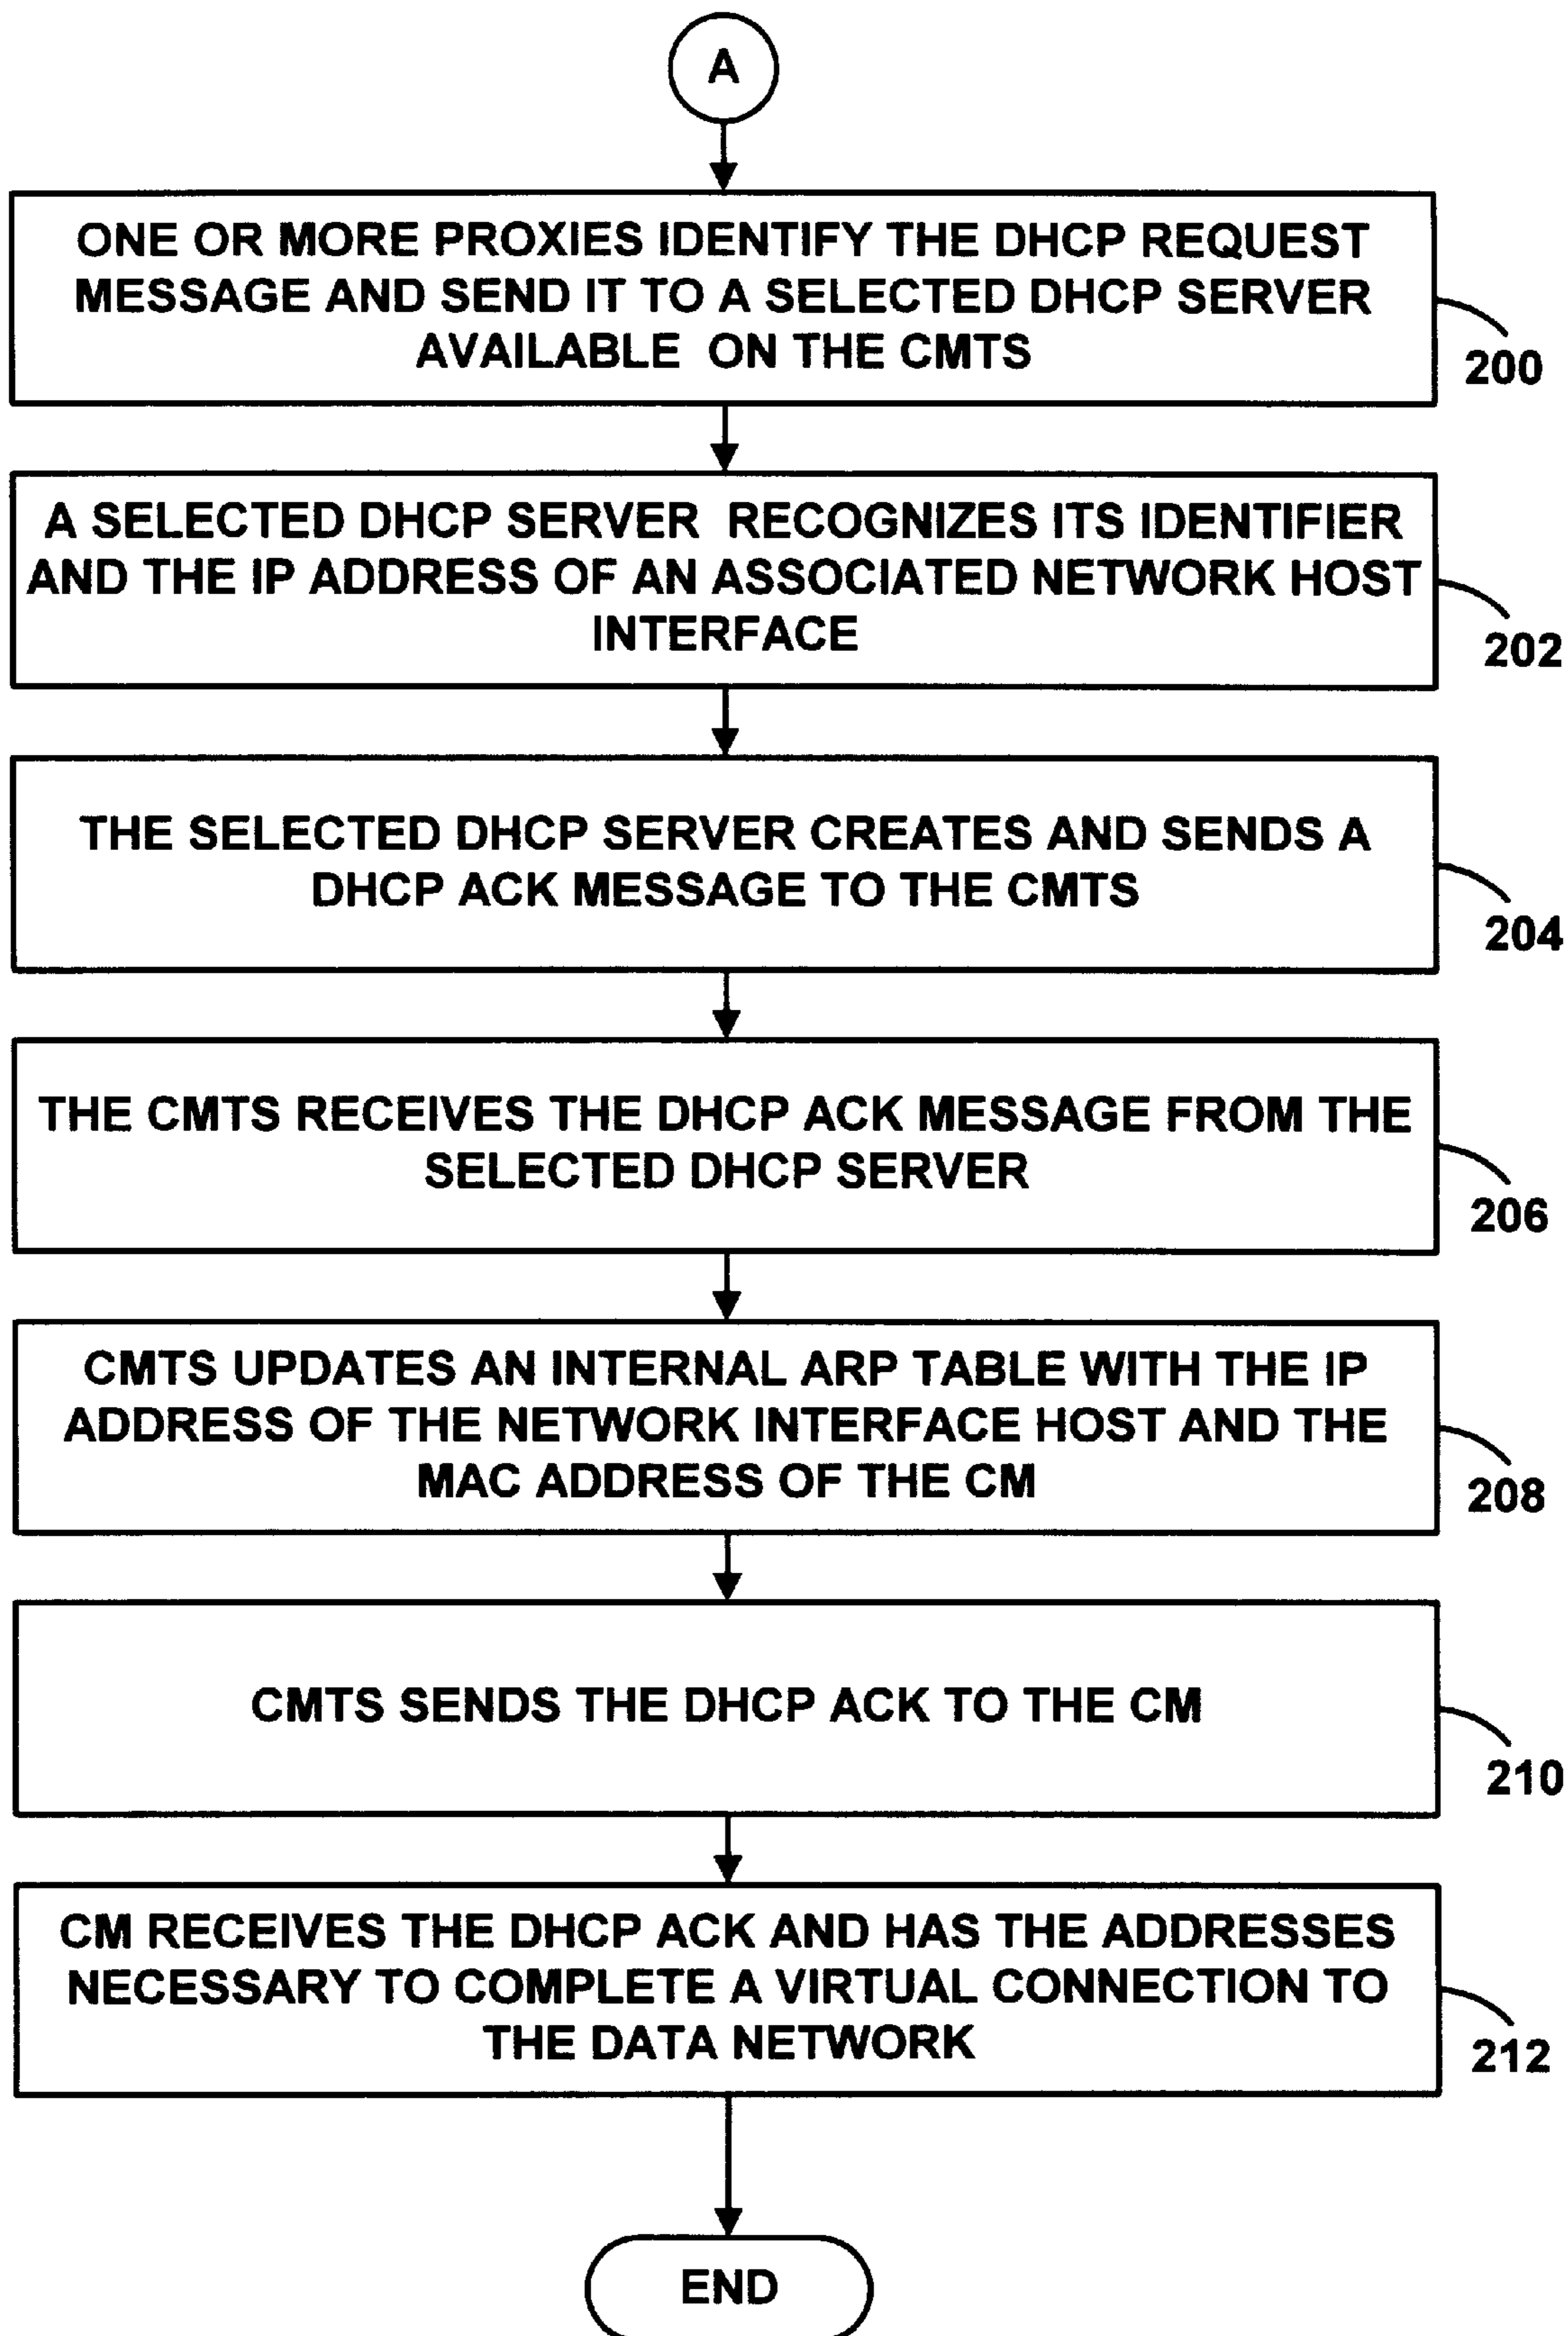 A
ONE OR MORE PROXIES IDENTIFY THE DHCP REQUEST
MESSAGE AND SEND IT TO A SELECTED DHCP SERVER
AVAILABLE ON THE CMTS
200
A SELECTED DHCP SERVER RECOGNIZES ITS IDENTIFIER
AND THE IP ADDRESS OF AN ASSOCIATED NETWORK HOST
INTERFACE
202
THE SELECTED DHCP SERVER CREATES AND SENDS A
DHCP ACK MESSAGE TO THE CMTS
204
THE CMTS RECEIVES THE DHCP ACK MESSAGE FROM THE
SELECTED DHCP SERVER
206
CMTS UPDATES AN INTERNAL ARP TABLE WITH THE IP
ADDRESS OF THE NETWORK INTERFACE HOST AND THE
MAC ADDRESS OF THE CM
208
CMTS SENDS THE DHCP ACK TO THE CM
210
CM RECEIVES THE DHCP ACK AND HAS THE ADDRESSES
NECESSARY TO COMPLETE A VIRTUAL CONNECTION TO
THE DATA NETWORK
212
END